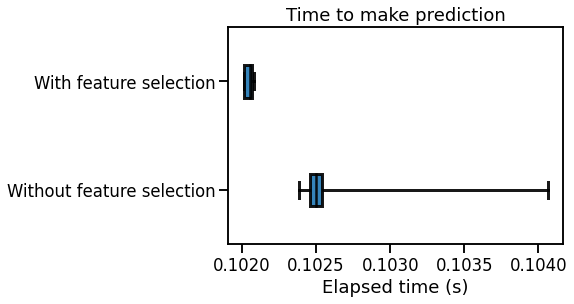 Time to make prediction
With feature selection
Without feature selection
0.1020 0.1025 0.1030 0.1035 0.1040
Elapsed time (s)